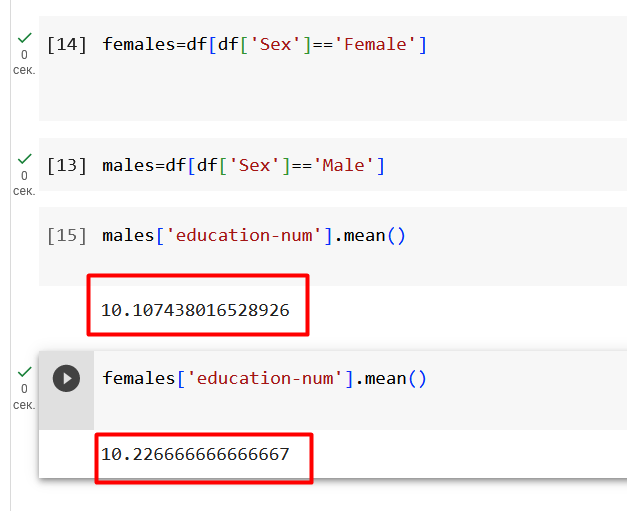 [14] females=df[df['Sex']=='Female']
0
сек.
[13] males=df[df['Sex']=='Male']
0
сек.
[15] males['education-num'].mean()
10.107438016528926
females['education-num'].mean()
0
сек.
10.226666666666667